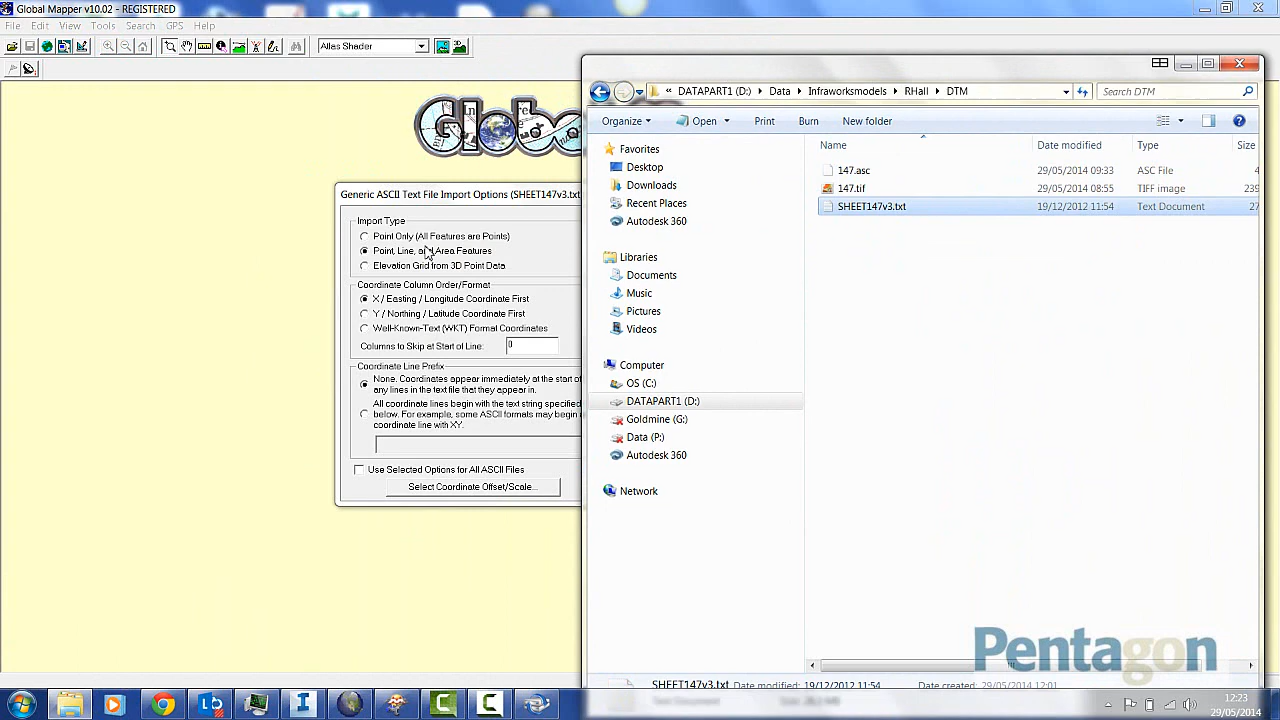 Global Mapper v10.02 - REGISTERED
File Edit View Tools Search GPS Help
Atlas Shader
Generic ASCII Text File Import Options (SHEET147v3.txt
Import Type
Point Only (All Features are Points)
Point, Line, and Area Features
Elevation Grid from 3D Point Data
Coordinate Column Order/Format
X / Easting / Longitude Coordinate First
Y / Northing / Latitude Coordinate First
Well-Known-Text (WKT) Format Coordinates
Columns to Skip at Start of Line: 0
Coordinate Line Prefix
None. Coordinates appear immediately at the start of
any lines in the text file that they appear in.
All coordinate lines begin with the text string specified
below. For example, some ASCII formats may begin
coordinate line with XY.
Use Selected Options for All ASCII Files
Select Coordinate Offset/Scale...
« DATAPART1 (D:) Data Infraworksmodels RHall DTM
Search DTM
Organize Open Print Burn New folder
Favorites
Desktop
Downloads
Recent Places
Autodesk 360
Libraries
Documents
Music
Pictures
Videos
Computer
OS (C:)
DATAPART1 (D:)
Goldmine (G:)
Data (P:)
Autodesk 360
Network
Name Date modified Type Size
147.asc 29/05/2014 09:33 ASC File 4
147.tif 29/05/2014 08:55 TIFF image 239
SHEET147v3.txt 19/12/2012 11:54 Text Document 27
SHEET147v3.txt Date modified: 19/12/2012 11:54 Date created: 29/05/2014 12:01
Text Document
Pentagon
12:23
29/05/2014